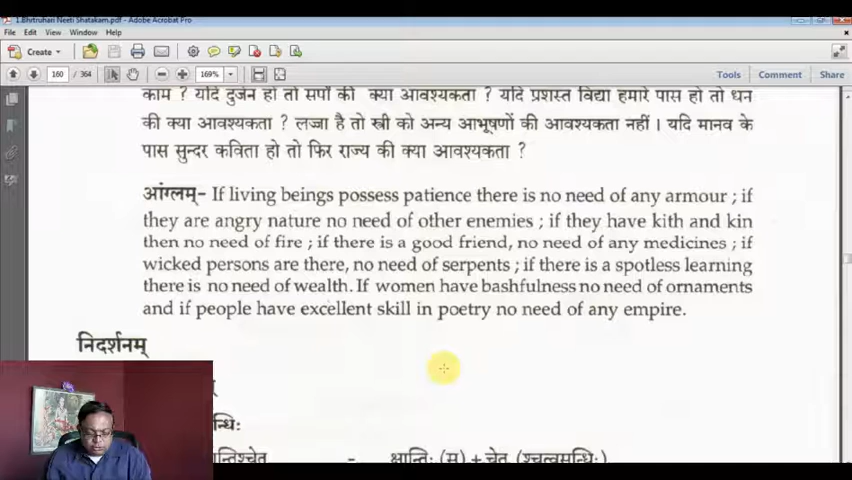 1.Bhrtruhari Neeti Shatakam.pdf - Adobe Acrobat Pro
File Edit View Window Help
Create
160 / 364 169% Tools Comment Share
काम ? यदि दुर्जन हो तो सर्पों की क्या आवश्यकता ? यदि प्रशस्त विद्या हमारे पास हो तो धन
की क्या आवश्यकता ? लज्जा है तो स्त्री को अन्य आभूषणों की आवश्यकता नहीं । यदि मानव के
पास सुन्दर कविता हो तो फिर राज्य की क्या आवश्यकता ?
आंग्लम्- If living beings possess patience there is no need of any armour ; if
they are angry nature no need of other enemies ; if they have kith and kin
then no need of fire ; if there is a good friend, no need of any medicines ; if
wicked persons are there, no need of serpents ; if there is a spotless learning
there is no need of wealth. If women have bashfulness no need of ornaments
and if people have excellent skill in poetry no need of any empire.
निदर्शनम्
न्धिः
न्तिश्चेत् - क्षान्तिः (म्) + चेत् (श्चुत्वसन्धिः)